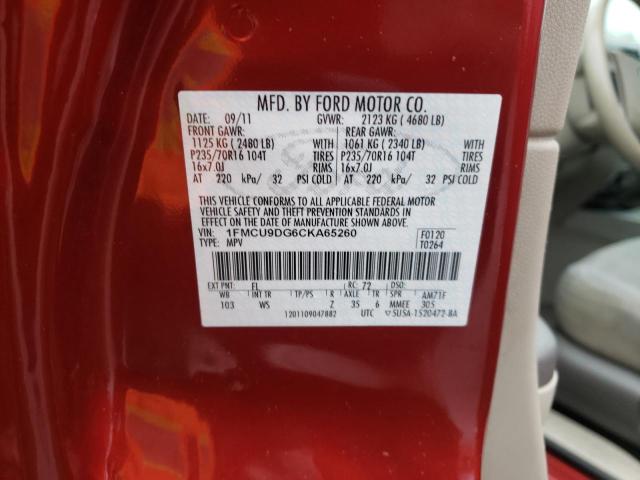 MFD. BY FORD MOTOR CO.
DATE: 09/11 GVWR: 2123 KG ( 4680 LB)
FRONT GAWR: REAR GAWR:
1125 KG ( 2480 LB) WITH 1061 KG ( 2340 LB) WITH
P235/70R16 104T TIRES P235/70R16 104T TIRES
16x7.0J RIMS 16x7.0J RIMS
AT 220 kPa/ 32 PSI COLD AT 220 kPa/ 32 PSI COLD
THIS VEHICLE CONFORMS TO ALL APPLICABLE FEDERAL MOTOR
VEHICLE SAFETY AND THEFT PREVENTION STANDARDS IN
EFFECT ON THE DATE OF MANUFACTURE SHOWN ABOVE.
VIN: 1FMCU9DG6CKA65260 F0120
TYPE: MPV T0264
EXT PNT: EL RC: 72 DSO:
WB INT TR TP/PS R AXLE TR SPR AM71F
103 WS Z 35 6 MMEE 305
1201109047882 UTC ▽5U5A-1520472-BA